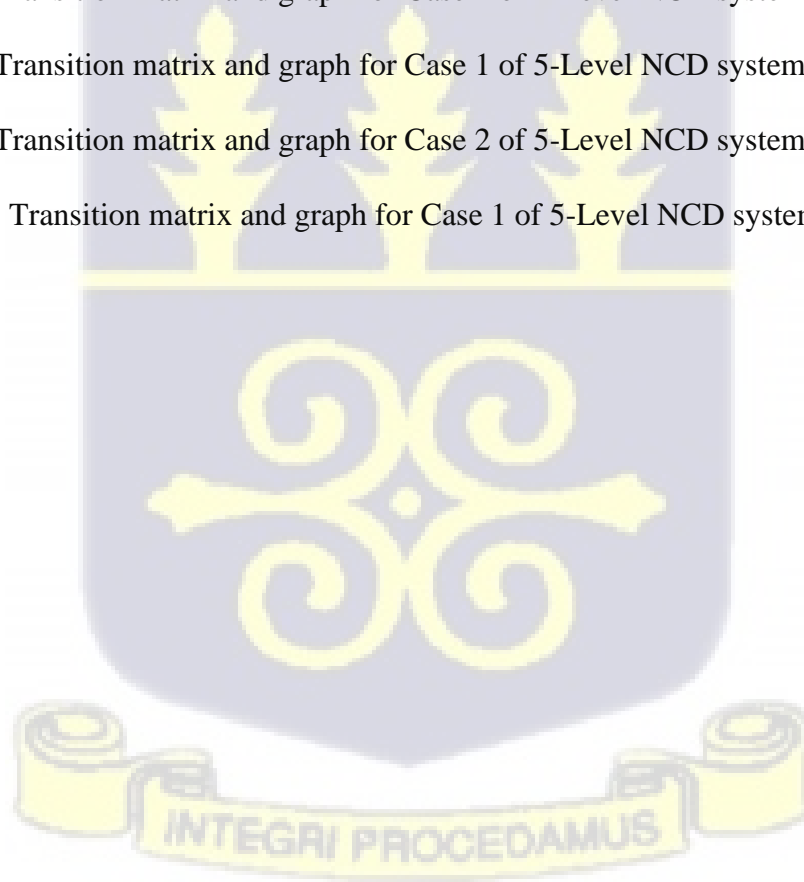 Transition matrix and graph for Case 1 of 5-Level NCD system
Transition matrix and graph for Case 2 of 5-Level NCD system
Transition matrix and graph for Case 1 of 5-Level NCD system
INTEGRI PROCEDAMUS